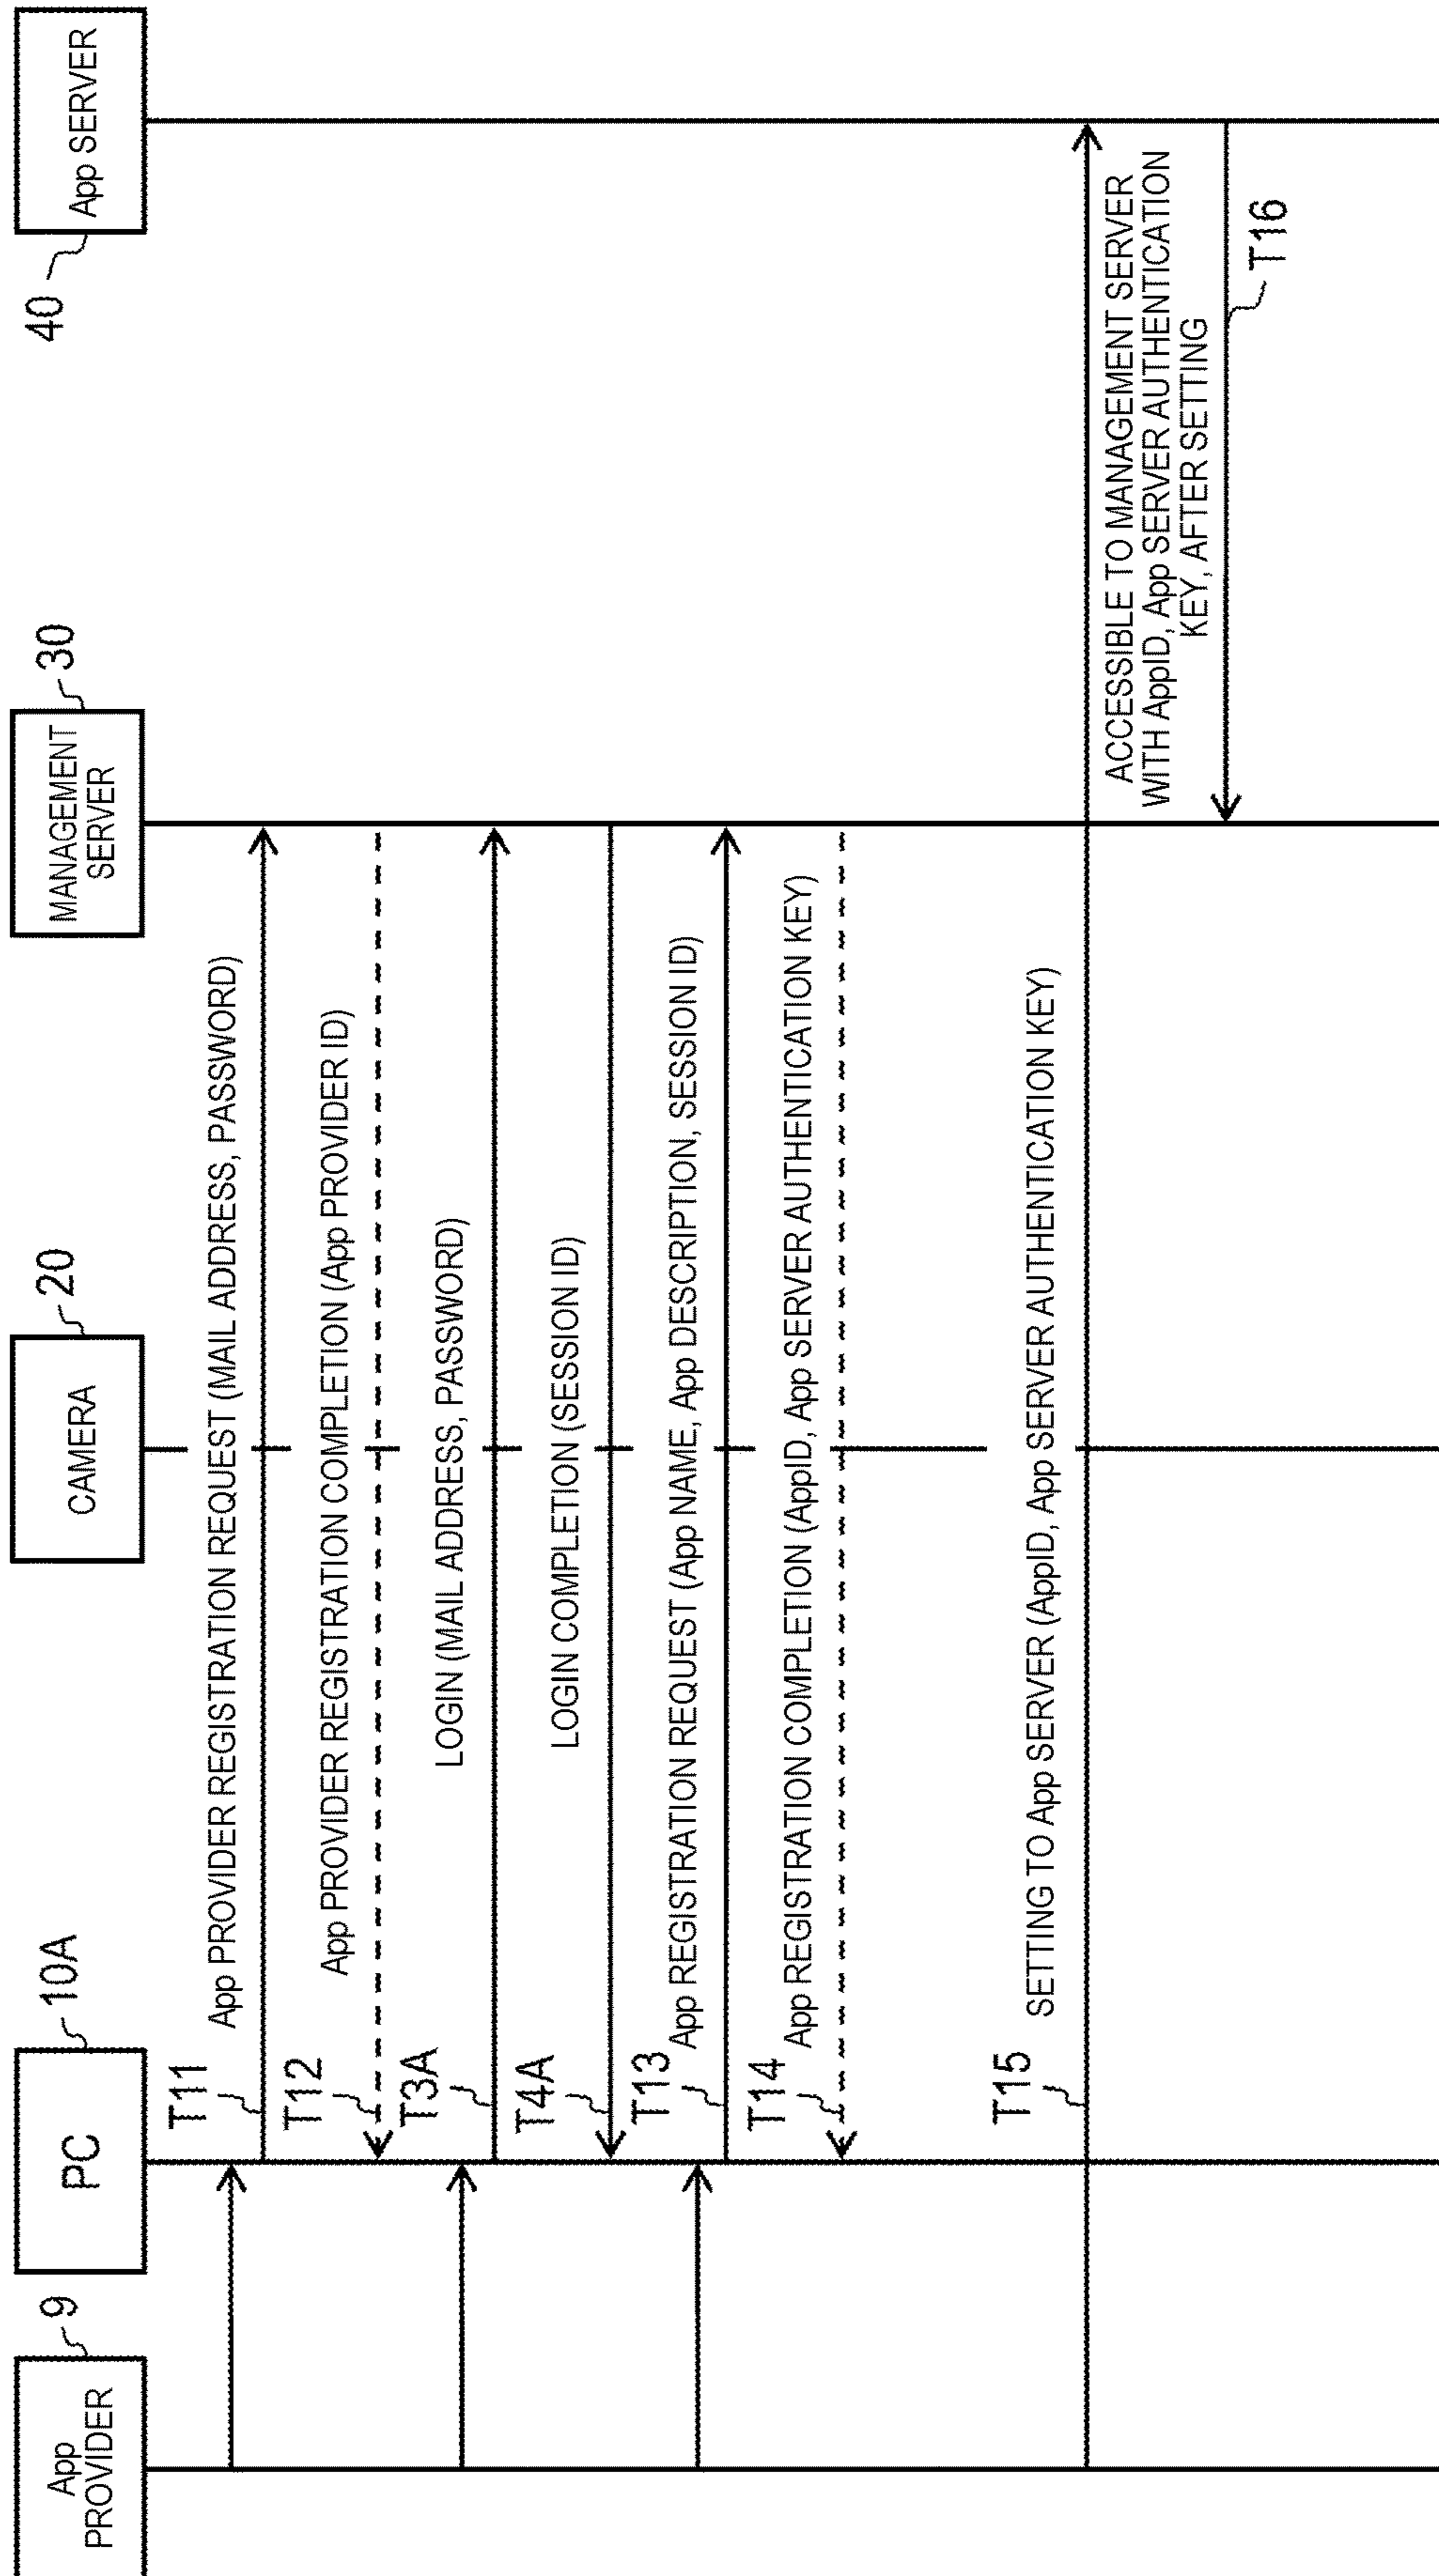 App
PROVIDER
9
PC
10A
CAMERA
20
MANAGEMENT
SERVER
30
App SERVER
40
T11
App PROVIDER REGISTRATION REQUEST (MAIL ADDRESS, PASSWORD)
T12
App PROVIDER REGISTRATION COMPLETION (App PROVIDER ID)
T3A
LOGIN (MAIL ADDRESS, PASSWORD)
T4A
LOGIN COMPLETION (SESSION ID)
T13
App REGISTRATION REQUEST (App NAME, App DESCRIPTION, SESSION ID)
T14
App REGISTRATION COMPLETION (AppID, App SERVER AUTHENTICATION KEY)
T15
SETTING TO App SERVER (AppID, App SERVER AUTHENTICATION KEY)
ACCESSIBLE TO MANAGEMENT SERVER
WITH AppID, App SERVER AUTHENTICATION
KEY, AFTER SETTING
T16